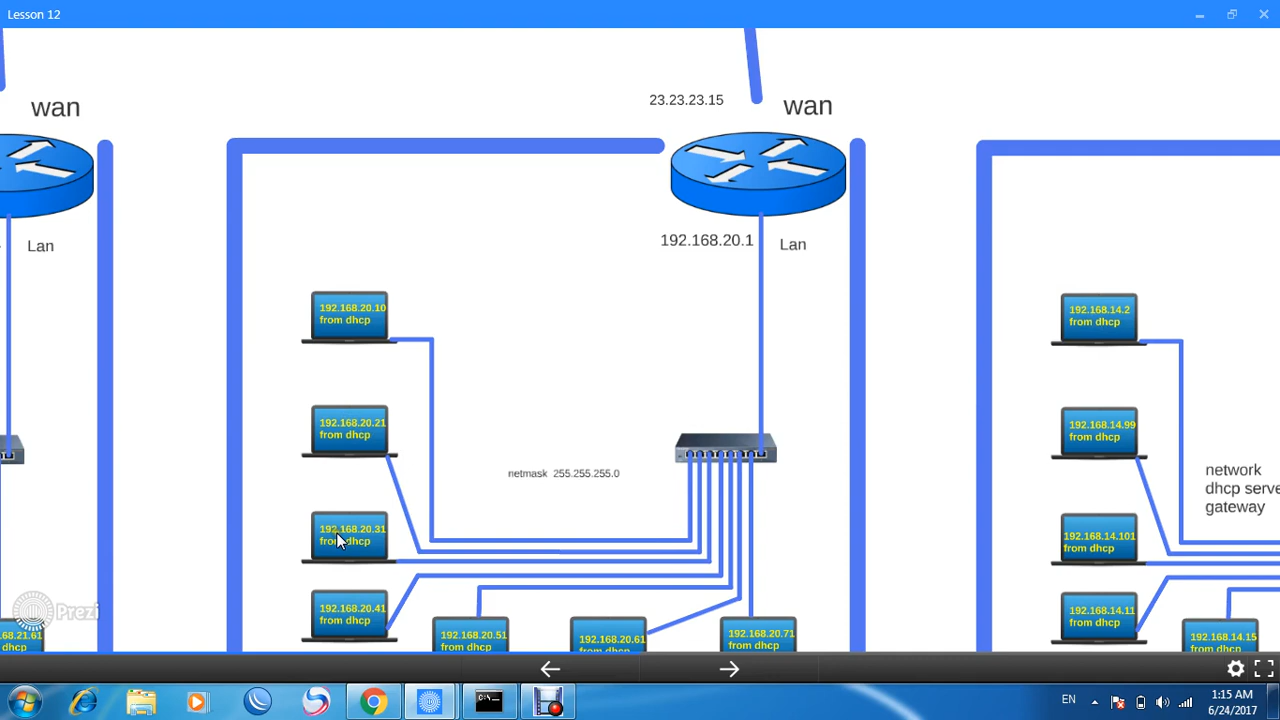 Lesson 12
wan
23.23.23.15
wan
Lan
192.168.20.1
Lan
192.168.20.10
from dhcp
192.168.14.2
from dhcp
192.168.20.21
from dhcp
192.168.14.99
from dhcp
netmask 255.255.255.0
network
dhcp serve
gateway
192.168.20.31
from dhcp
192.168.14.101
from dhcp
192.168.20.41
from dhcp
192.168.14.11
from dhcp
Prezi
.168.21.61
dhcp
192.168.20.51
192.168.20.61
192.168.20.71
from dhcp
192.168.14.15
EN
1:15 AM
6/24/2017